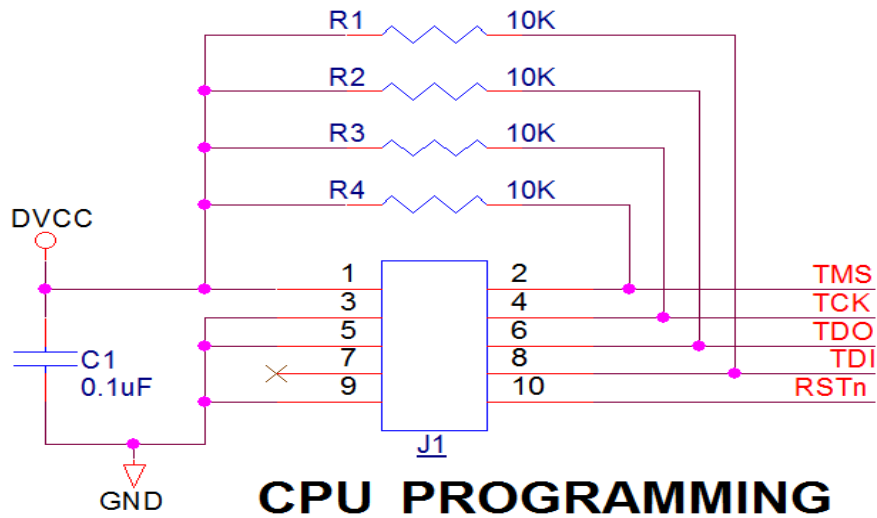 R1 10K
R2 10K
R3 10K
R4 10K
DVCC
1 2 TMS
3 4 TCK
5 6 TDO
7 8 TDI
9 10 RSTn
C1
0.1uF
J1
GND
CPU PROGRAMMING